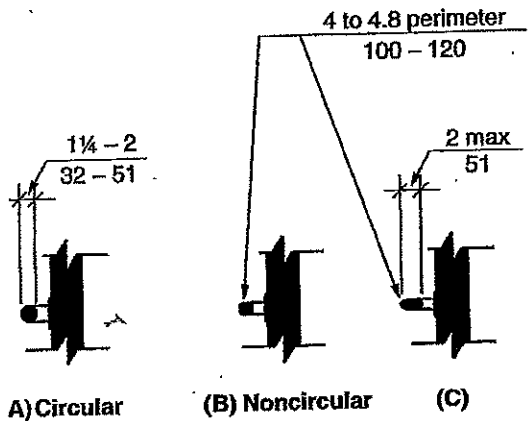 4 to 4.8 perimeter
100 – 120
1¼ – 2
32 – 51
2 max
51
A) Circular
(B) Noncircular
(C)